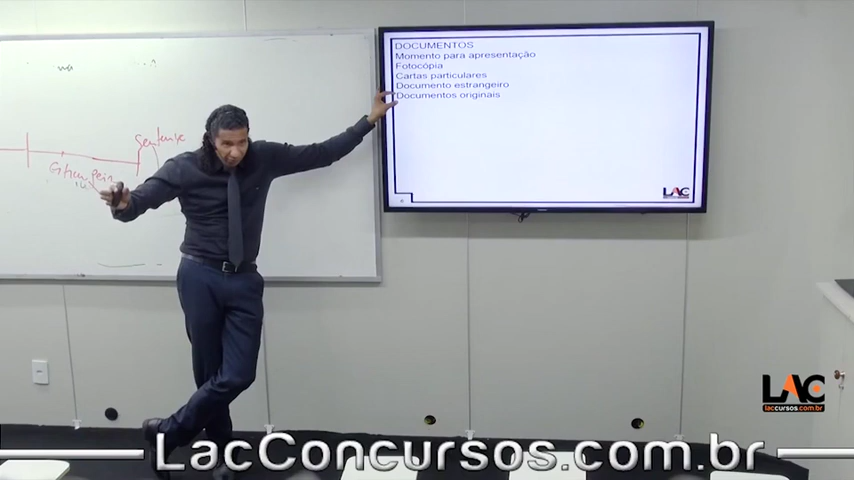 DOCUMENTOS
Momento para apresentação
Fotocópia
Cartas particulares
Documento estrangeiro
Documentos originais
LAC
Sentença
LAC
laccursos.com.br
LacConcursos.com.br